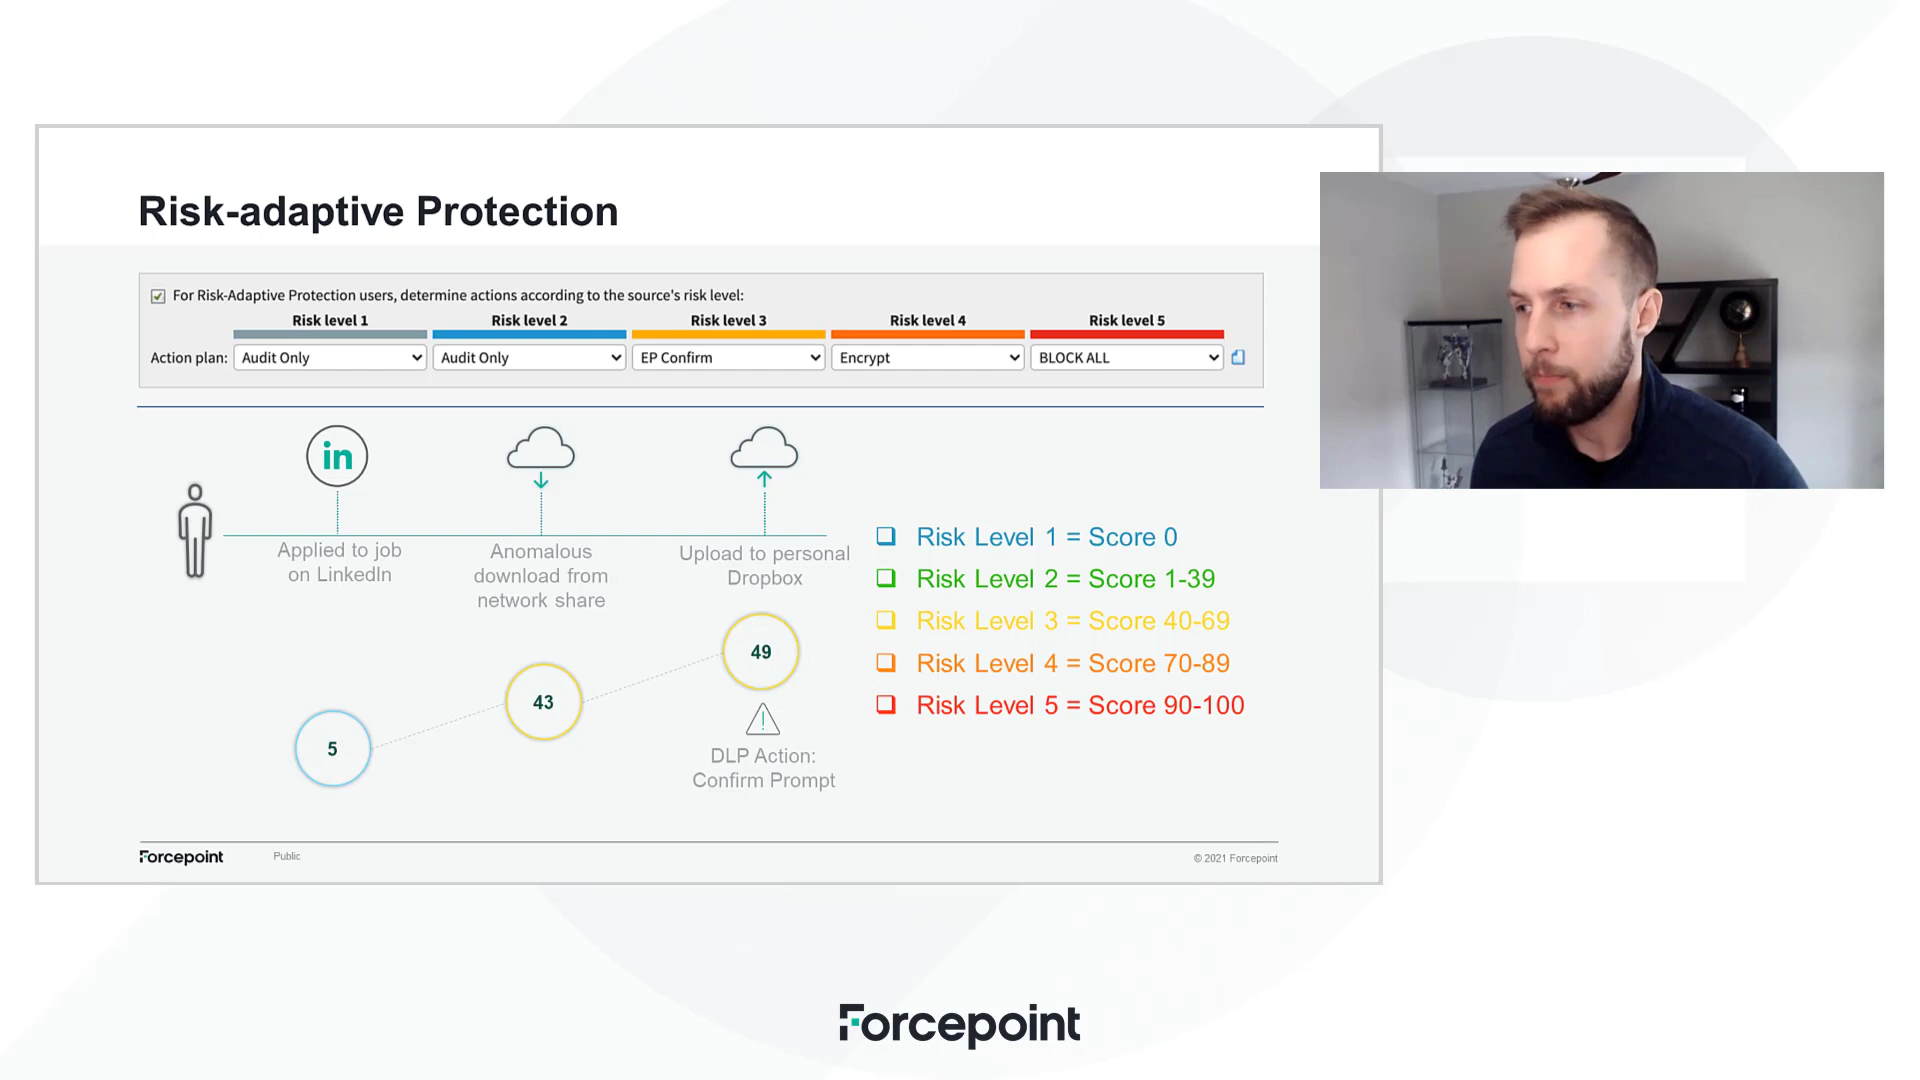 Risk-adaptive Protection
For Risk-Adaptive Protection users, determine actions according to the source's risk level:
Risk level 1 Risk level 2 Risk level 3 Risk level 4 Risk level 5
Action plan: Audit Only Audit Only EP Confirm Encrypt BLOCK ALL
in
Applied to job
on LinkedIn
Anomalous
download from
network share
Upload to personal
Dropbox
5
43
49
DLP Action:
Confirm Prompt
Risk Level 1 = Score 0
Risk Level 2 = Score 1-39
Risk Level 3 = Score 40-69
Risk Level 4 = Score 70-89
Risk Level 5 = Score 90-100
Forcepoint Public © 2021 Forcepoint
Forcepoint